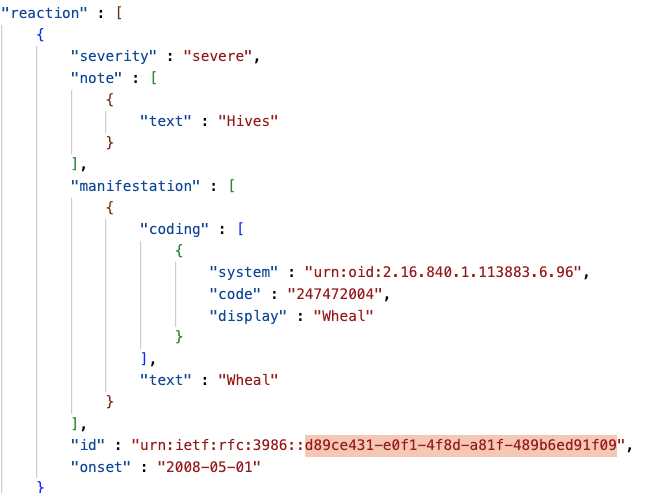 "reaction" : [
{
"severity" : "severe",
"note" : [
{
"text" : "Hives"
}
],
"manifestation" : [
{
"coding" : [
{
"system" : "urn:oid:2.16.840.1.113883.6.96",
"code" : "247472004",
"display" : "Wheal"
}
],
"text" : "Wheal"
}
],
"id" : "urn:ietf:rfc:3986::d89ce431-e0f1-4f8d-a81f-489b6ed91f09",
"onset" : "2008-05-01"
}